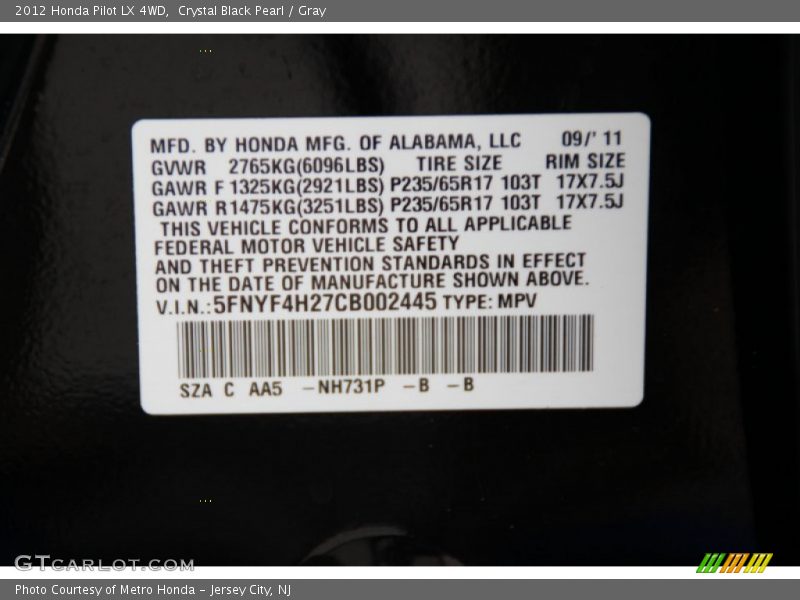 2012 Honda Pilot LX 4WD,  Crystal Black Pearl / Gray
MFD. BY HONDA MFG. OF ALABAMA, LLC 09/' 11
GVWR 2765KG(6096LBS) TIRE SIZE RIM SIZE
GAWR F 1325KG(2921LBS) P235/65R17 103T 17X7.5J
GAWR R1475KG(3251LBS) P235/65R17 103T 17X7.5J
THIS VEHICLE CONFORMS TO ALL APPLICABLE
FEDERAL MOTOR VEHICLE SAFETY
AND THEFT PREVENTION STANDARDS IN EFFECT
ON THE DATE OF MANUFACTURE SHOWN ABOVE.
V.I.N.:5FNYF4H27CB002445 TYPE: MPV
SZA C AA5 –NH731P –B –B
GTCARLOT.COM
Photo Courtesy of Metro Honda – Jersey City, NJ